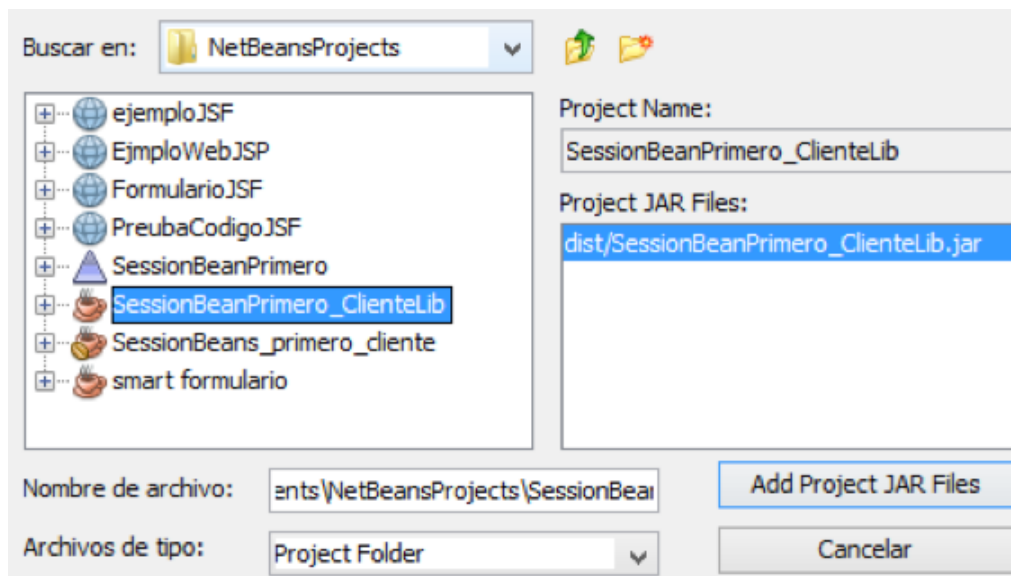 Buscar en:
NetBeansProjects
ejemploJSF
EjmploWebJSP
FormularioJSF
PreubaCodigoJSF
SessionBeanPrimero
SessionBeanPrimero_ClienteLib
SessionBeans_primero_cliente
smart formulario
Project Name:
SessionBeanPrimero_ClienteLib
Project JAR Files:
dist/SessionBeanPrimero_ClienteLib.jar
Nombre de archivo:
ents\NetBeansProjects\SessionBear
Add Project JAR Files
Archivos de tipo:
Project Folder
Cancelar